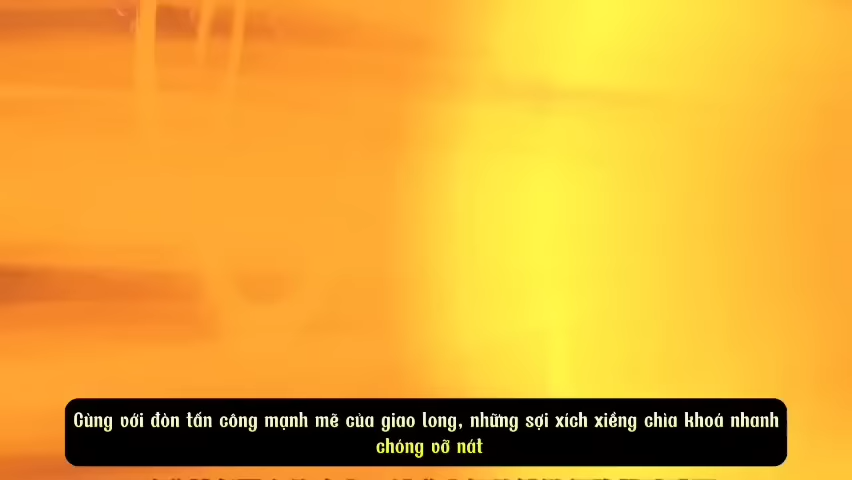 Cùng với đòn tấn công mạnh mẽ của giao long, những sợi xích xiềng chìa khoá nhanh
chóng vỡ nát